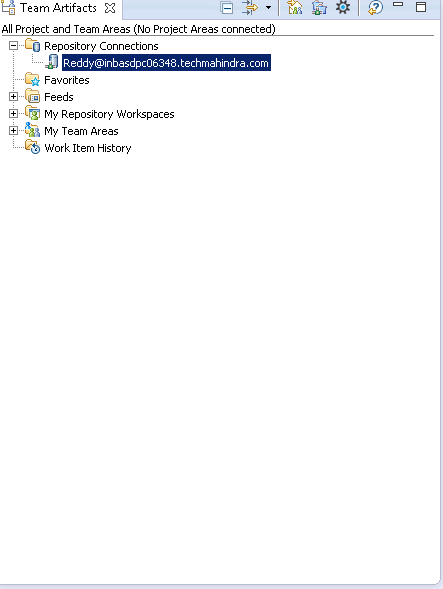 Team Artifacts
All Project and Team Areas (No Project Areas connected)
Repository Connections
Reddy@inbasdpc06348.techmahindra.com
Favorites
Feeds
My Repository Workspaces
My Team Areas
Work Item History